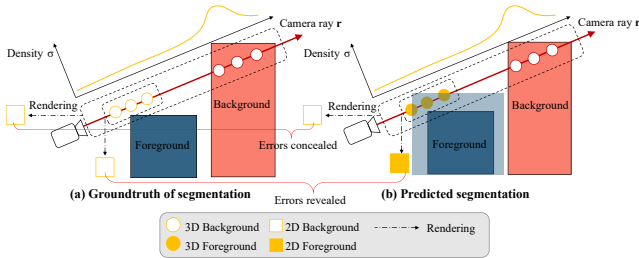 Camera ray r
Density σ
Rendering
Background
Foreground
(a) Groundtruth of segmentation
Errors concealed
Errors revealed
Camera ray r
Density σ
Rendering
Background
Foreground
(b) Predicted segmentation
3D Background
2D Background
Rendering
3D Foreground
2D Foreground